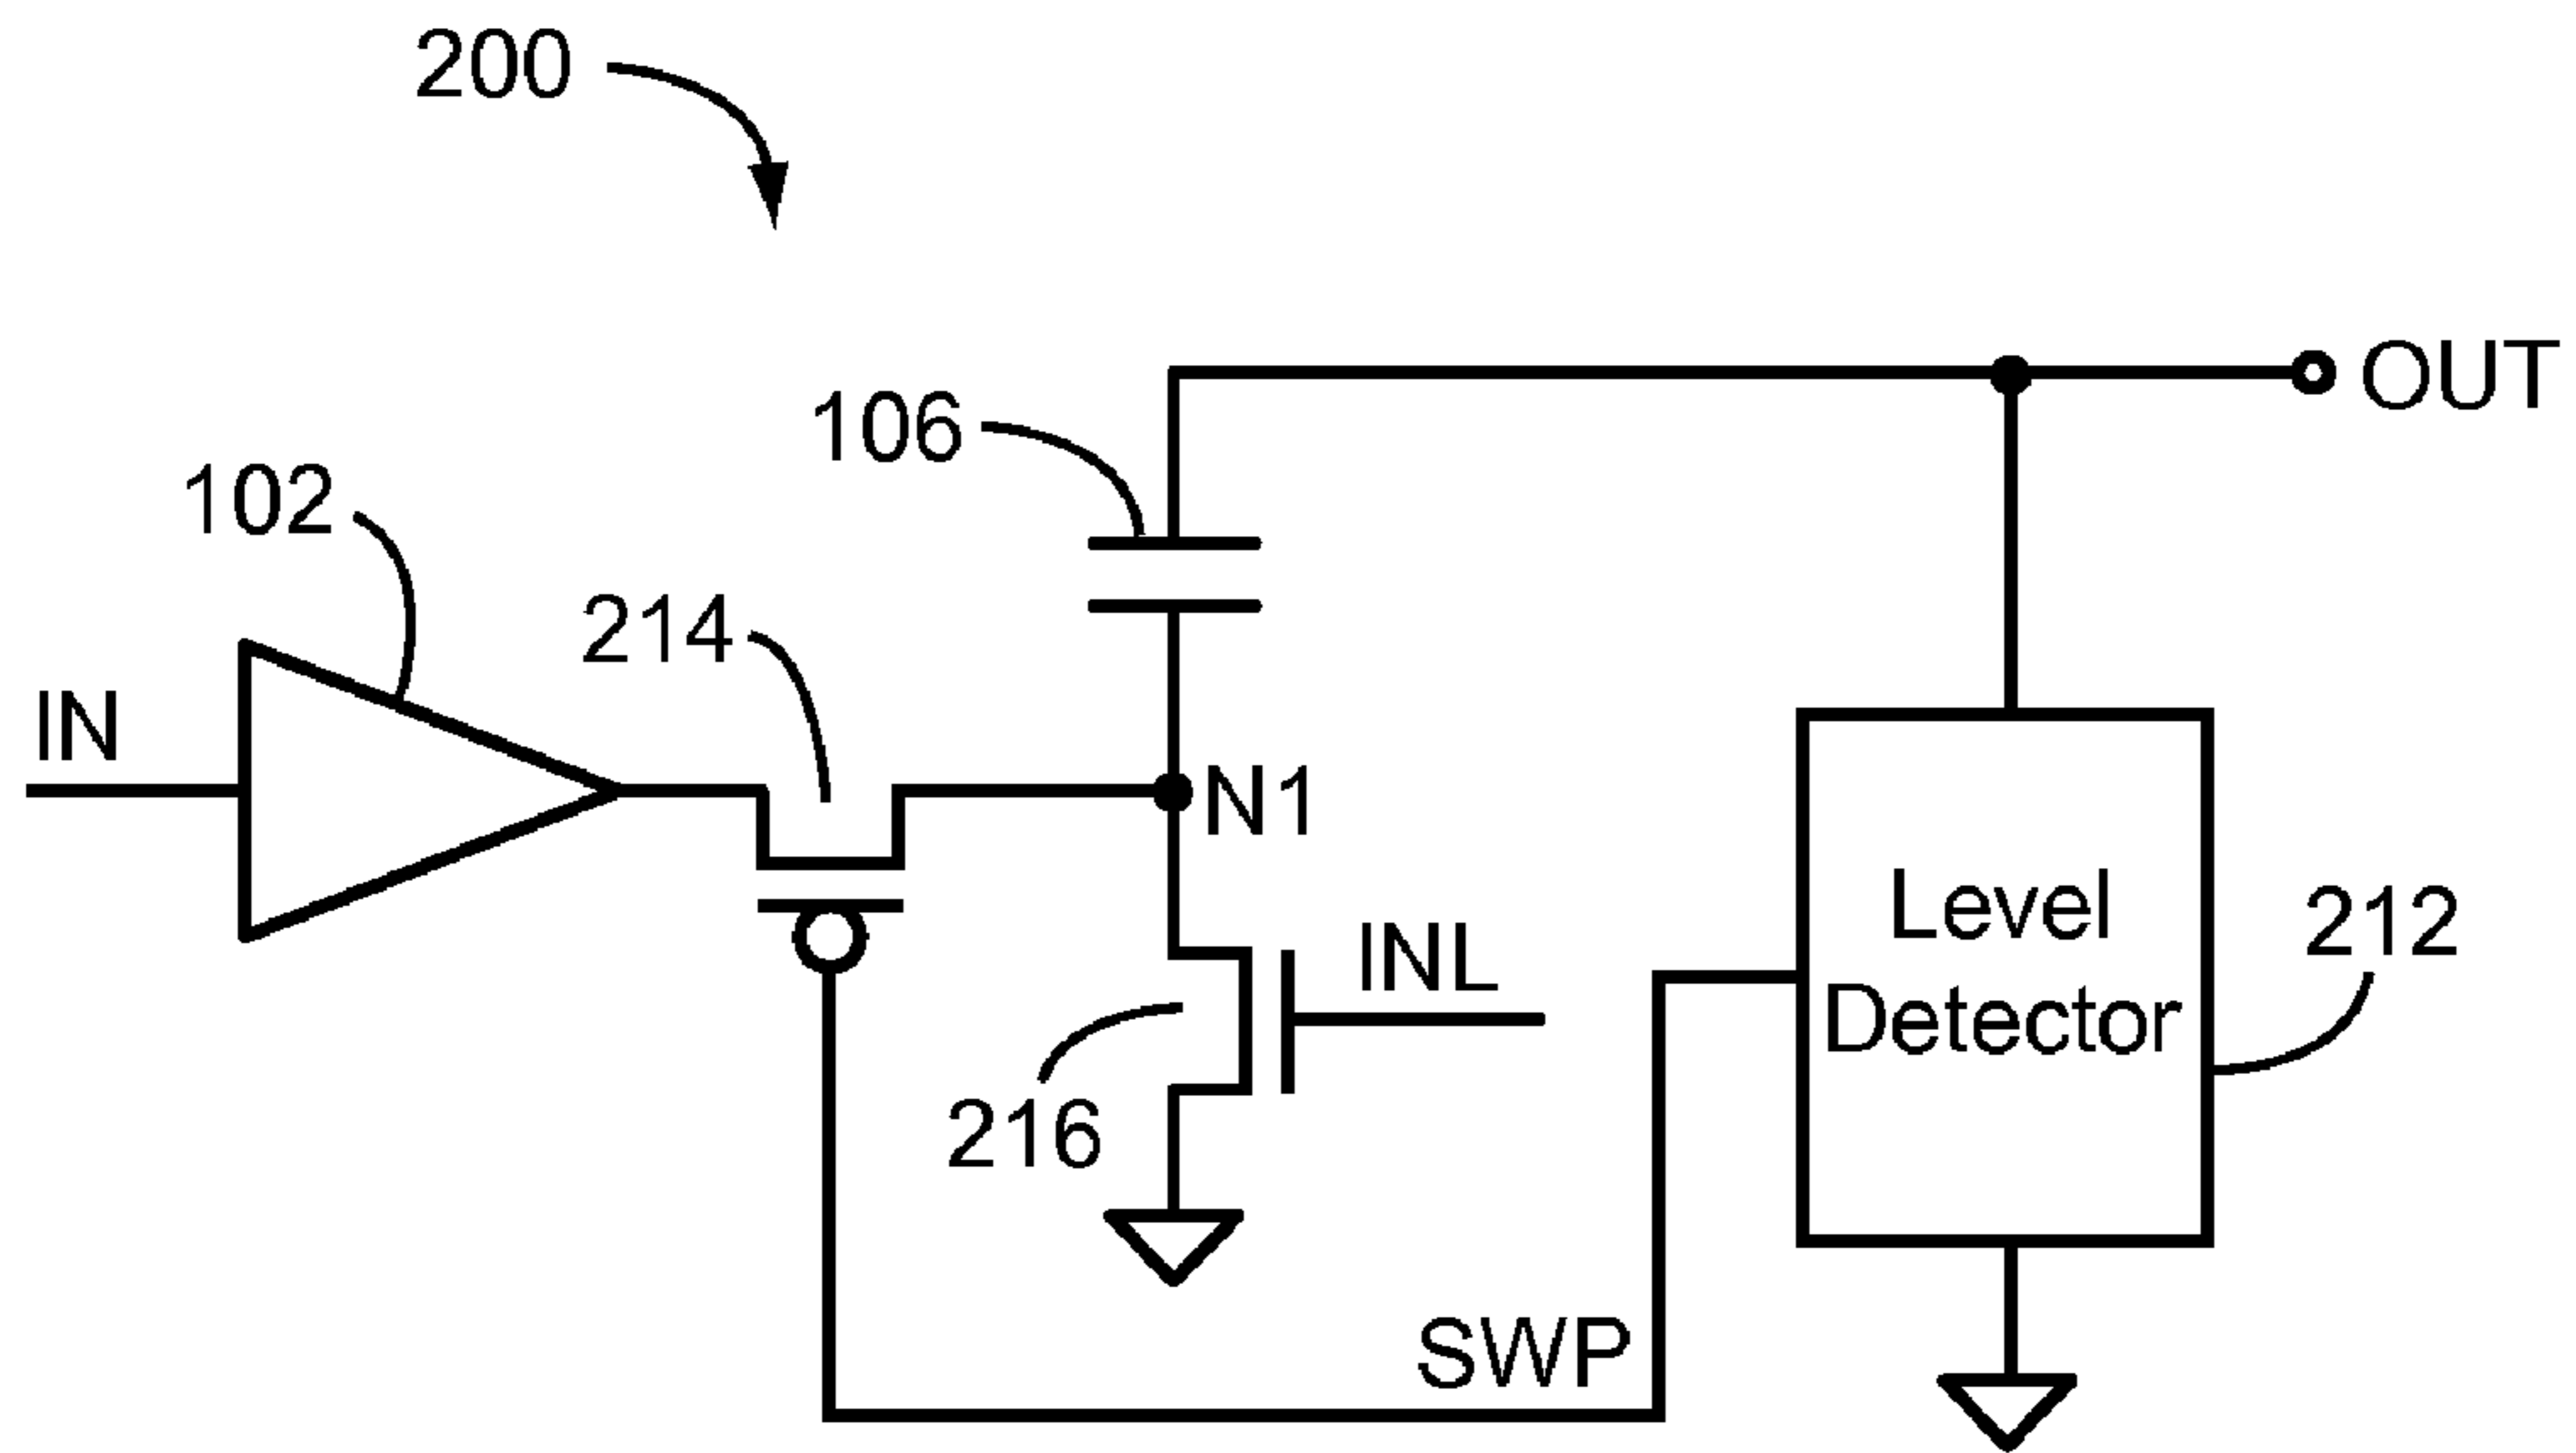 200
OUT
106
102
214
IN
N1
Level
Detector
212
INL
216
SWP